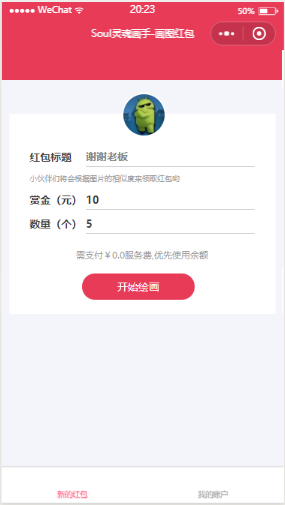 WeChat 20:23 50%
Soul灵魂画手-画图红包
红包标题 谢谢老板
小伙伴们将会根据图片的相似度来领取红包哟
赏金（元） 10
数量（个） 5
需支付￥0.0服务费,优先使用余额
开始绘画
新的红包 我的账户